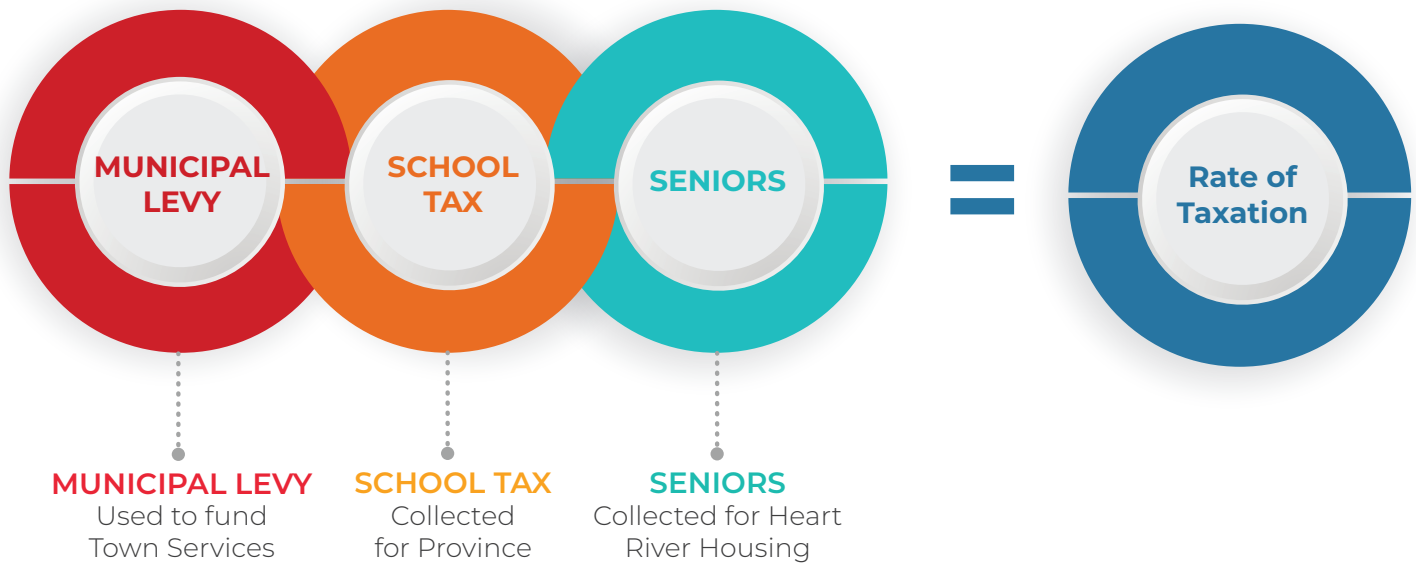 MUNICIPAL
LEVY
SCHOOL
TAX
SENIORS
=
Rate of
Taxation
MUNICIPAL LEVY
Used to fund
Town Services
SCHOOL TAX
Collected
for Province
SENIORS
Collected for Heart
River Housing